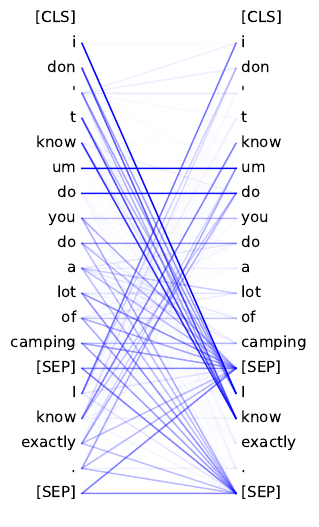 [CLS] [CLS]
i i
don don
' '
t t
know know
um um
do do
you you
do do
a a
lot lot
of of
camping camping
[SEP] [SEP]
I I
know know
exactly exactly
. .
[SEP] [SEP]